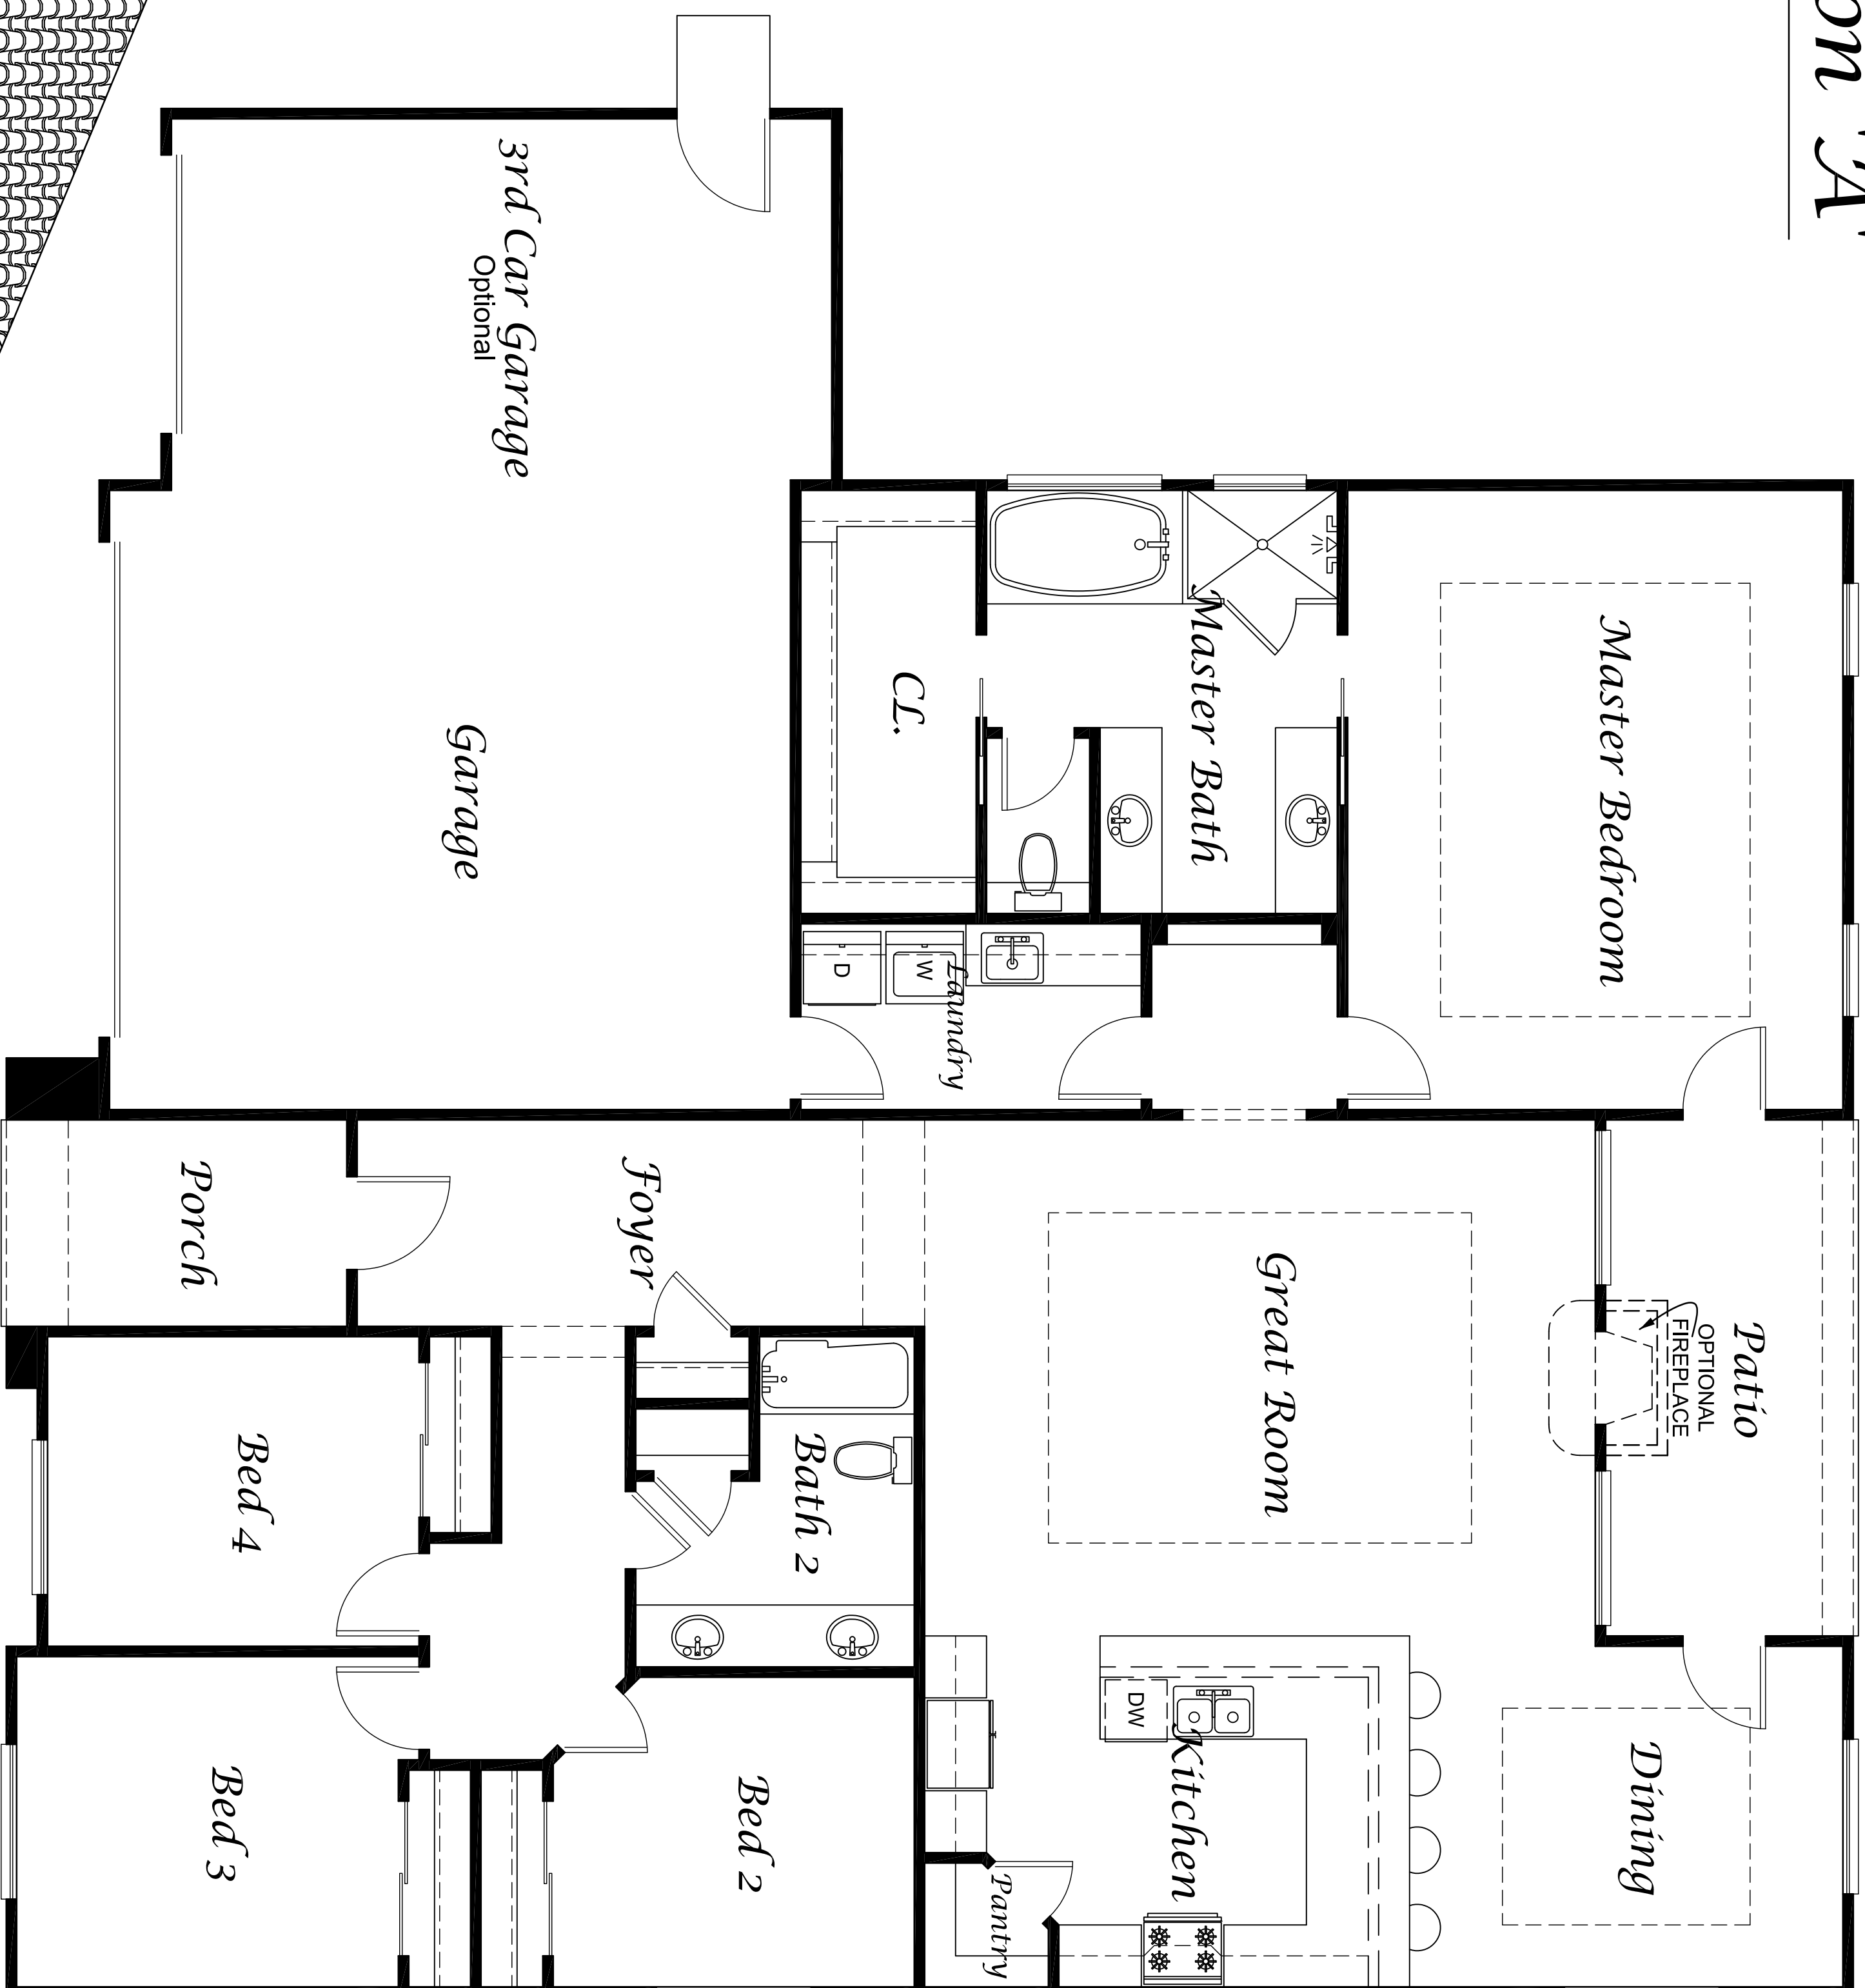 on "A"
Master Bedroom
Patio
OPTIONAL
FIREPLACE
Dining
Master Bath
Great Room
Kitchen
DW
CL.
Laundry
W
D
Pantry
3rd Car Garage
Optional
Garage
Foyer
Bath 2
Bed 2
Porch
Bed 4
Bed 3